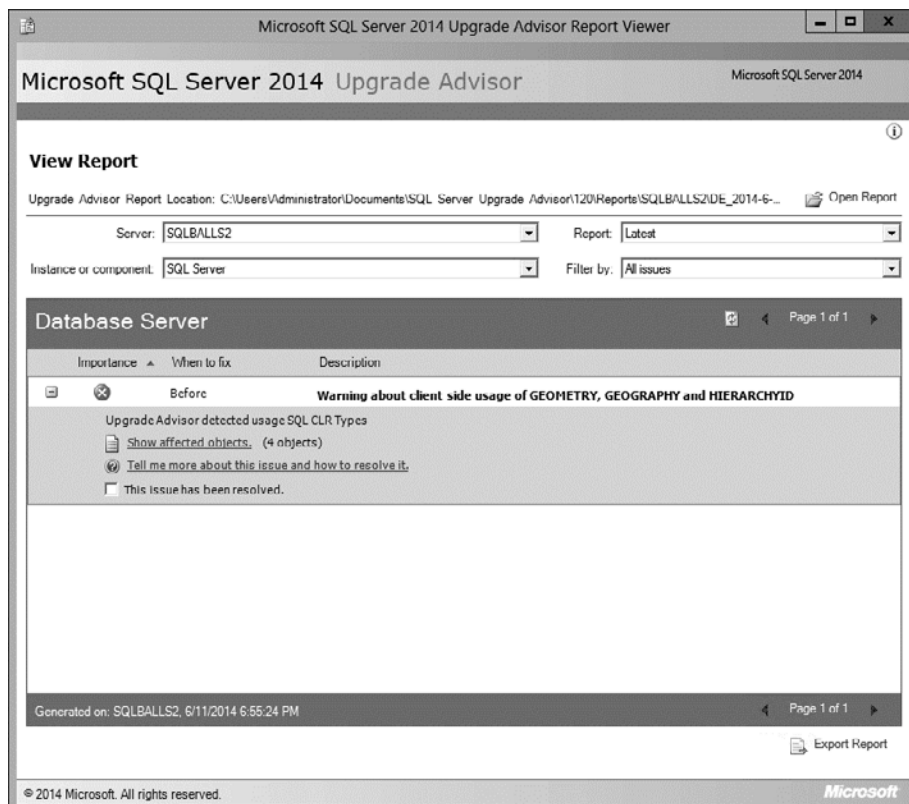 Microsoft SQL Server 2014 Upgrade Advisor Report Viewer
Microsoft SQL Server 2014 Upgrade Advisor
Microsoft SQL Server 2014
View Report
Upgrade Advisor Report Location: C:\Users\Administrator\Documents\SQL Server Upgrade Advisor\120\Reports\SQLBALLS2\DE_2014-6-...
Open Report
Server: SQLBALLS2
Report: Latest
Instance or component: SQL Server
Filter by: All issues
Database Server
Page 1 of 1
Importance When to fix Description
Before Warning about client side usage of GEOMETRY, GEOGRAPHY and HIERARCHYID
Upgrade Advisor detected usage SQL CLR Types
Show affected objects. (4 objects)
Tell me more about this issue and how to resolve it.
This issue has been resolved.
Generated on: SQLBALLS2, 6/11/2014 6:55:24 PM
Page 1 of 1
Export Report
© 2014 Microsoft. All rights reserved.
Microsoft